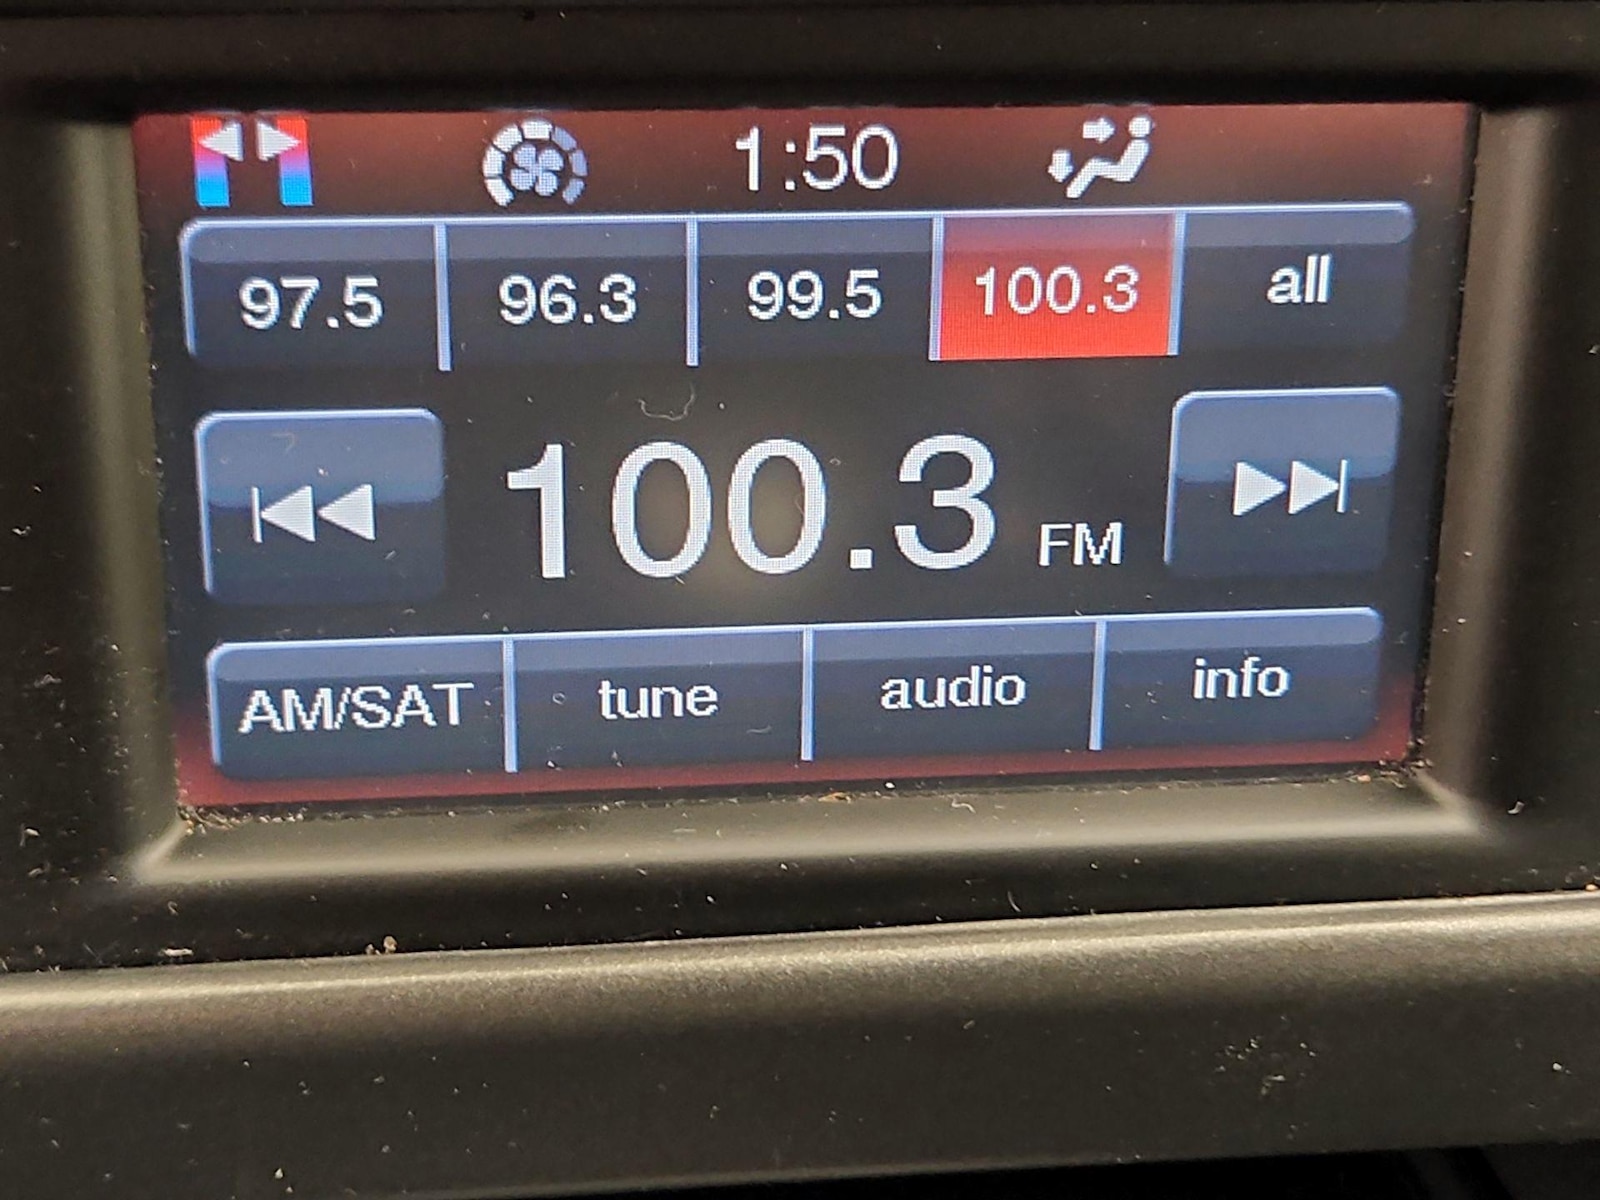 1:50
97.5 96.3 99.5 100.3 all
100.3 FM
AM/SAT tune audio info